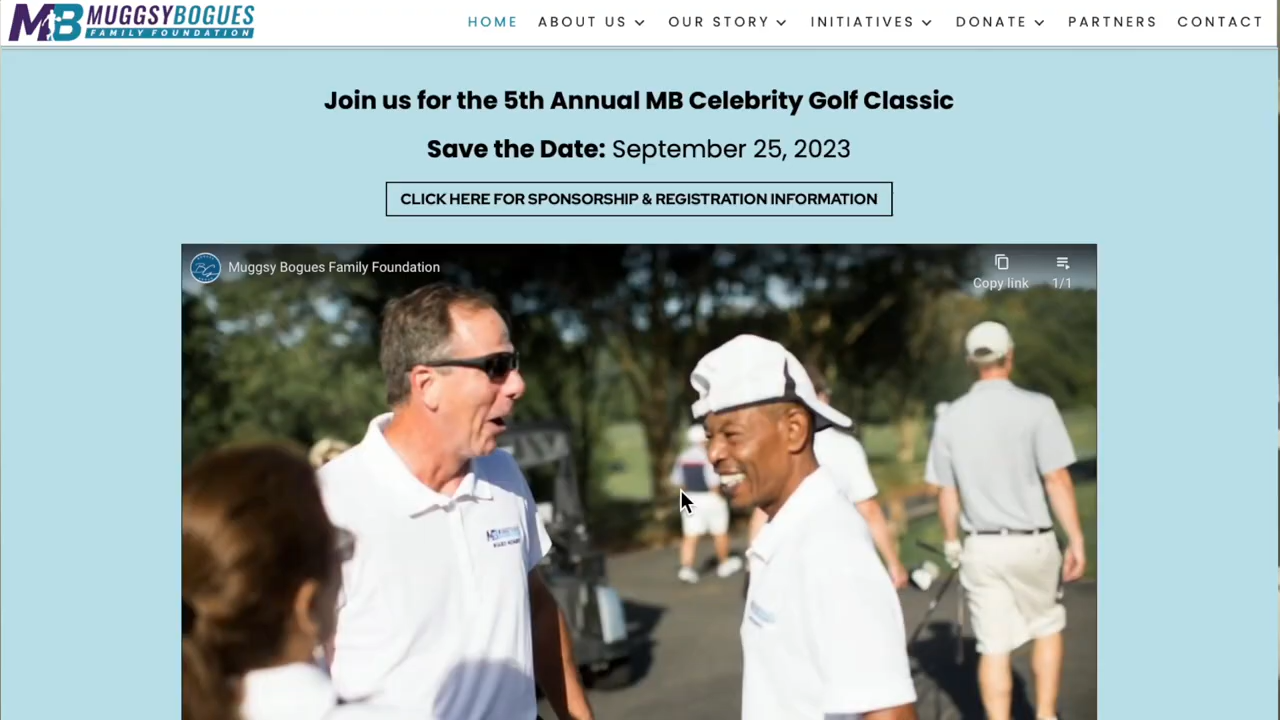 MB MUGGSYBOGUES
FAMILY FOUNDATION
HOME ABOUT US OUR STORY INITIATIVES DONATE PARTNERS CONTACT
Join us for the 5th Annual MB Celebrity Golf Classic
Save the Date: September 25, 2023
CLICK HERE FOR SPONSORSHIP & REGISTRATION INFORMATION
Muggsy Bogues Family Foundation
Copy link 1/1